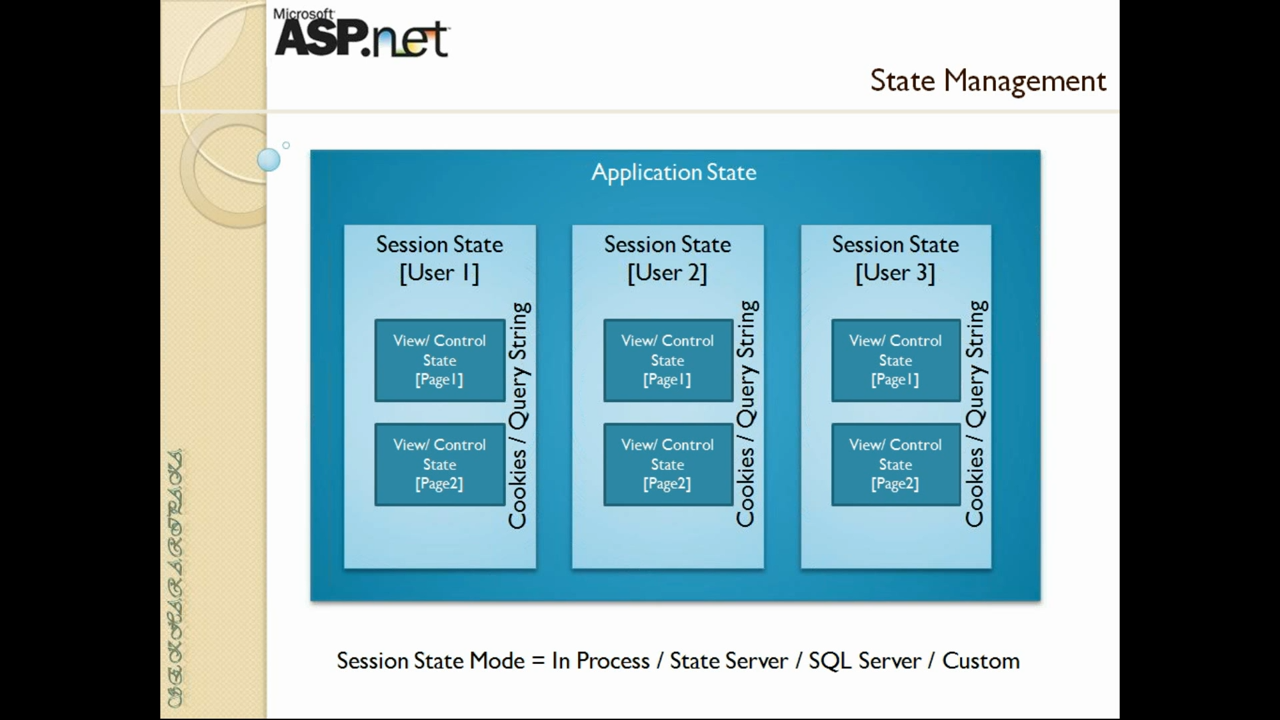 Microsoft
ASP.net
State Management
Application State
Session State
[User 1]
View/ Control
State
[Page1]
View/ Control
State
[Page2]
Cookies / Query String
Session State
[User 2]
View/ Control
State
[Page1]
View/ Control
State
[Page2]
Cookies / Query String
Session State
[User 3]
View/ Control
State
[Page1]
View/ Control
State
[Page2]
Cookies / Query String
Session State Mode = In Process / State Server / SQL Server / Custom